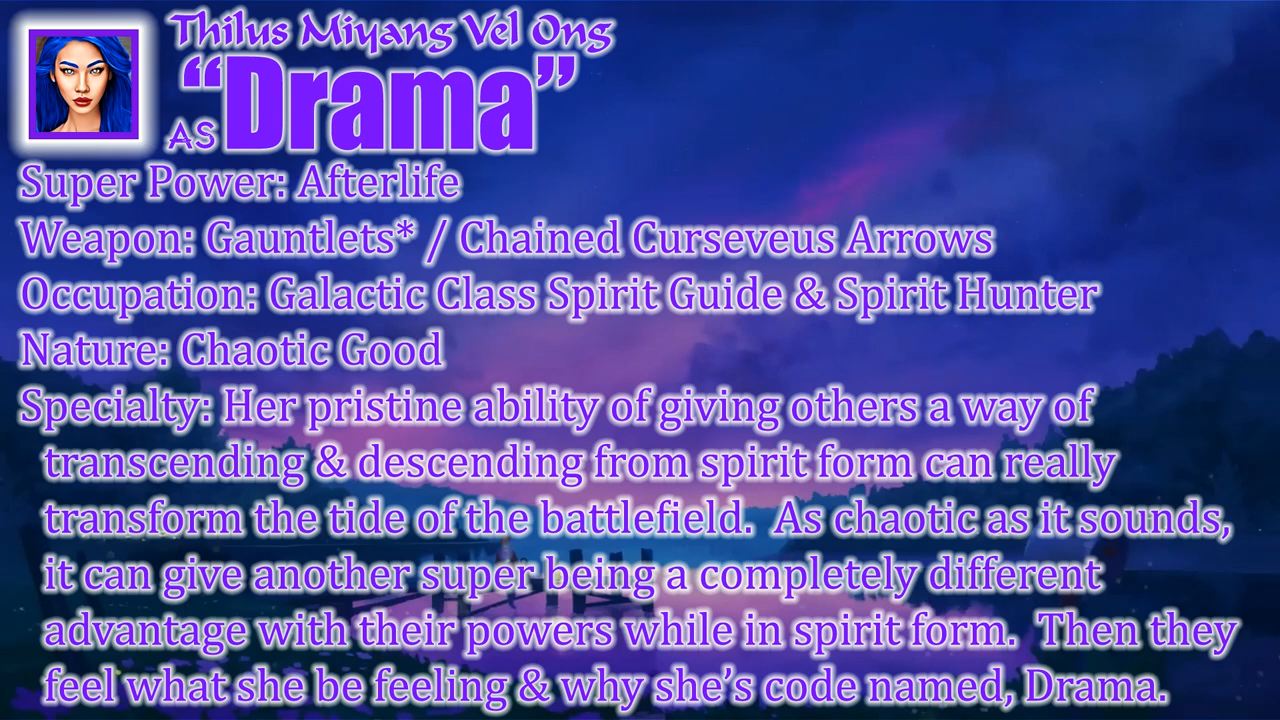 Thilus Miyang Vel Ong
as “Drama”
Super Power: Afterlife
Weapon: Gauntlets* / Chained Curseveus Arrows
Occupation: Galactic Class Spirit Guide & Spirit Hunter
Nature: Chaotic Good
Specialty: Her pristine ability of giving others a way of
transcending & descending from spirit form can really
transform the tide of the battlefield.  As chaotic as it sounds,
it can give another super being a completely different
advantage with their powers while in spirit form.  Then they
feel what she be feeling & why she’s code named, Drama.